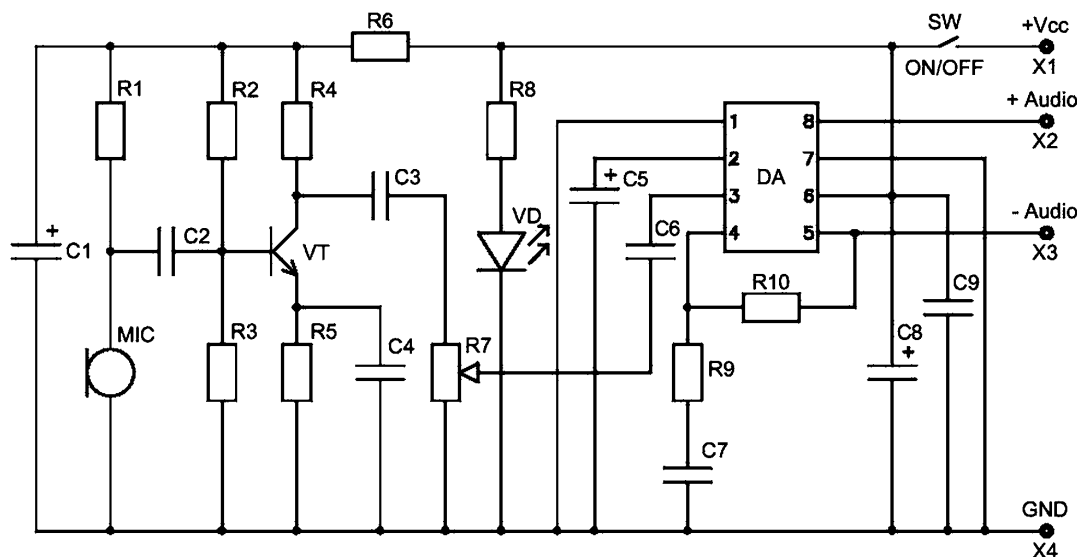 R6
SW
+Vcc
ON/OFF
X1
R1
R2
R4
R8
+ Audio
X2
1 8
2 7
DA
3 6
4 5
C3
+ C5
C6
VD
- Audio
X3
+ C1
C2
VT
R10
C9
MIC
R3
R5
C4
R7
R9
C8 +
C7
GND
X4